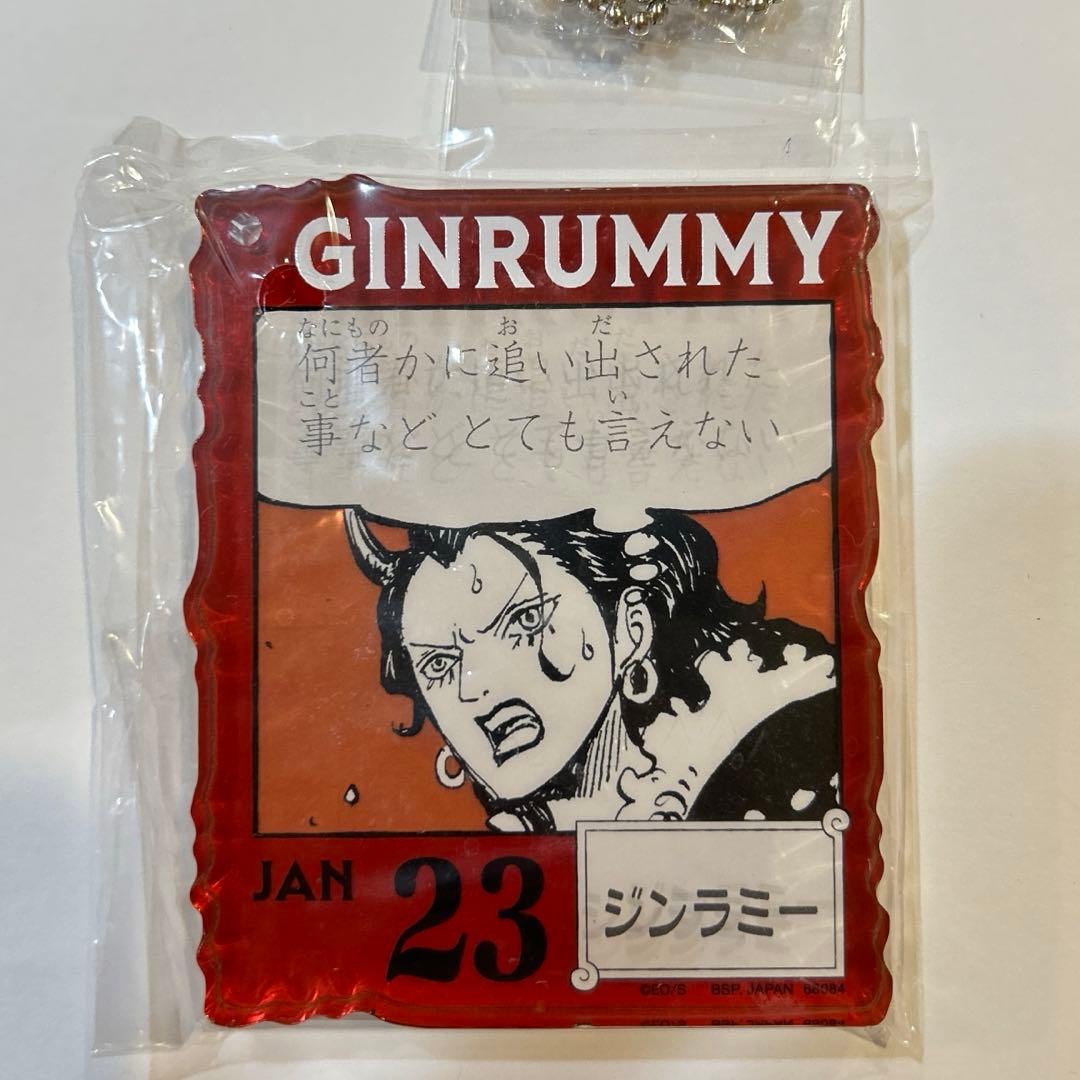 GINRUMMY
なにもの お だ
何者かに追い出された
こと い
事など とても言えない
JAN 23
ジンラミー
©EO/S BSP. JAPAN 88084